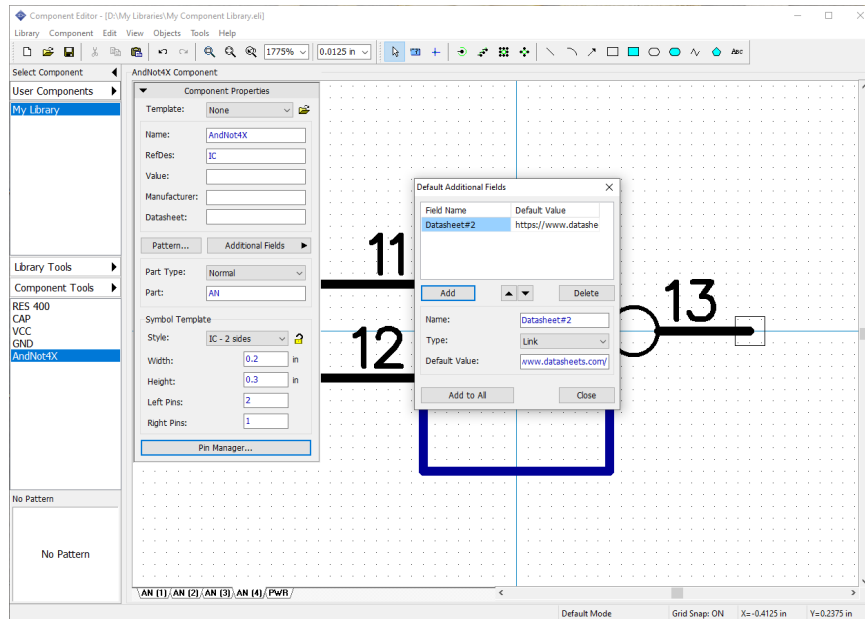 Component Editor - [D:\My Libraries\My Component Library.eli]
Library Component Edit View Objects Tools Help
1775% 0.0125 in Abc
Select Component
AndNot4X Component
User Components
My Library
Component Properties
Template: None
Name: AndNot4X
RefDes: IC
Value:
Manufacturer:
Datasheet:
Pattern... Additional Fields
Part Type: Normal
Part: AN
Symbol Template
Style: IC - 2 sides
Width: 0.2 in
Height: 0.3 in
Left Pins: 2
Right Pins: 1
Pin Manager...
11
12
13
Default Additional Fields
Field Name Default Value
Datasheet#2 https://www.datashe
Add Delete
Name: Datasheet#2
Type: Link
Default Value: www.datasheets.com/
Add to All Close
Library Tools
Component Tools
RES 400
CAP
VCC
GND
AndNot4X
No Pattern
No Pattern
AN (1) AN (2) AN (3) AN (4) PWR
Default Mode Grid Snap: ON X=-0.4125 in Y=0.2375 in